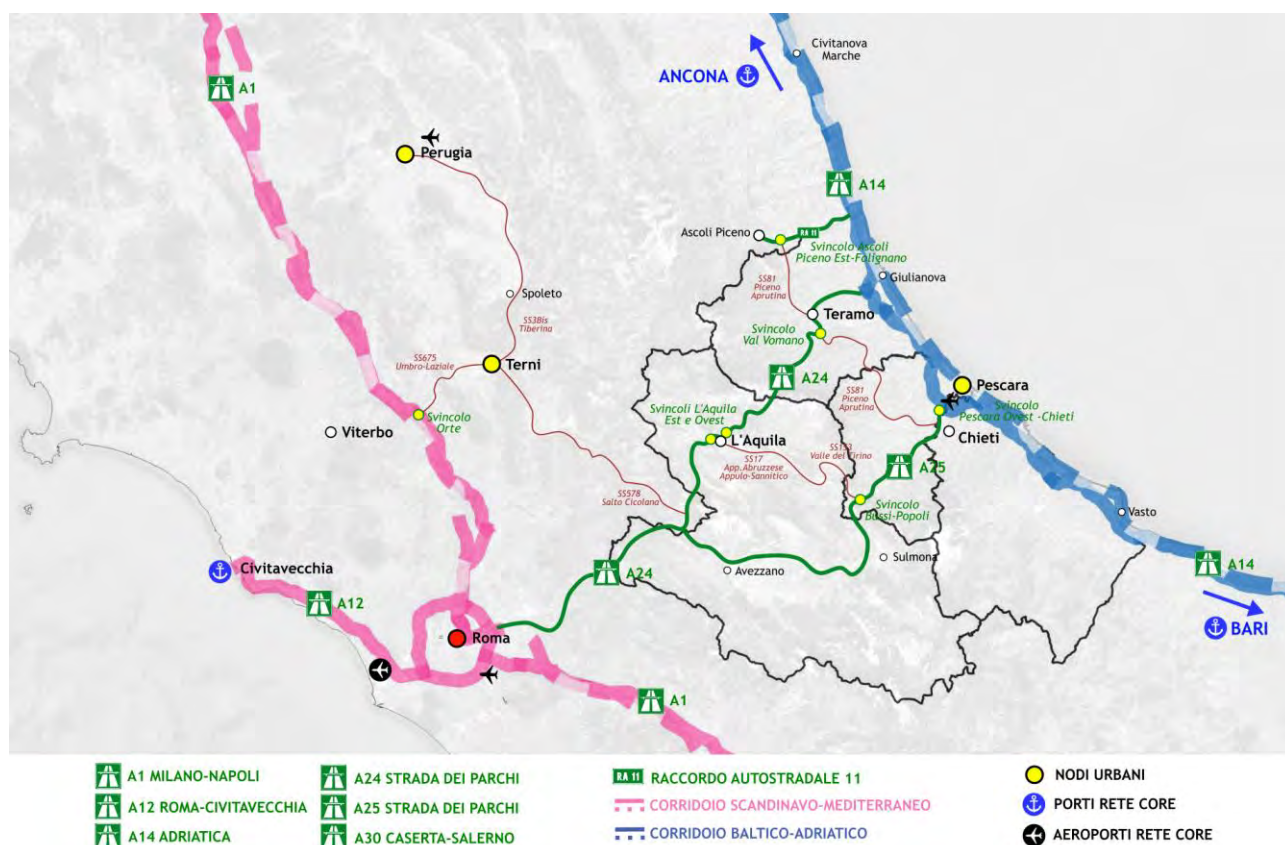 Civitanova
Marche
ANCONA
A1
Perugia
A14
Ascoli Piceno
RA 11
Svincolo Ascoli
Piceno Est-Folignano
Giulianova
SS81
Piceno
Aprutina
Spoleto
Teramo
SS3Bis
Tiberina
Svincolo
Val Vomano
SS675
Umbro-Laziale
Terni
A24
Pescara
SS81
Piceno
Aprutina
Svincolo
Pescara Ovest -Chieti
Svincolo
Orte
Viterbo
Svincoli L'Aquila
Est e Ovest
L'Aquila
Chieti
SS17
App.Abruzzese
Appulo-Sannitico
Valle del Tirino
A25
SS578
Salto Cicolana
Svincolo
Bussi-Popoli
Vasto
Civitavecchia
A24
Avezzano
Sulmona
A14
A12
Roma
BARI
A1
A1 MILANO-NAPOLI
A24 STRADA DEI PARCHI
RA 11 RACCORDO AUTOSTRADALE 11
NODI URBANI
A12 ROMA-CIVITAVECCHIA
A25 STRADA DEI PARCHI
CORRIDOIO SCANDINAVO-MEDITERRANEO
PORTI RETE CORE
A14 ADRIATICA
A30 CASERTA-SALERNO
CORRIDOIO BALTICO-ADRIATICO
AEROPORTI RETE CORE